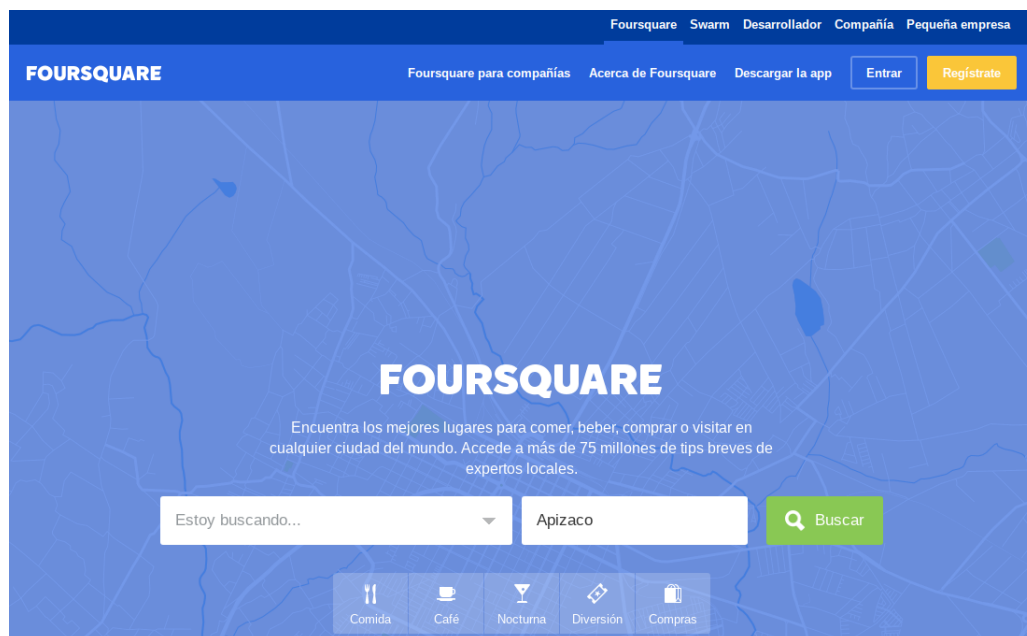 Foursquare Swarm Desarrollador Compañía Pequeña empresa
FOURSQUARE Foursquare para compañías Acerca de Foursquare Descargar la app Entrar Regístrate
FOURSQUARE
Encuentra los mejores lugares para comer, beber, comprar o visitar en
cualquier ciudad del mundo. Accede a más de 75 millones de tips breves de
expertos locales.
Estoy buscando... Apizaco Buscar
Comida Café Nocturna Diversión Compras